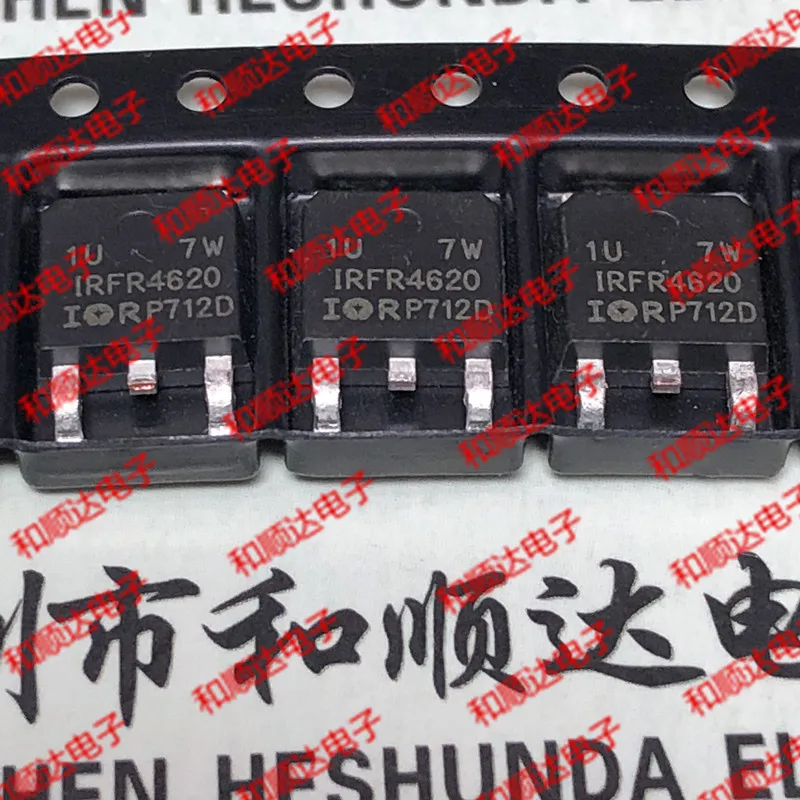 HEN HESHUNDA EL
1U 7W
IRFR4620
IRP712D
1U 7W
IRFR4620
IRP712D
1U 7W
IRFR4620
IRP712D
圳市和顺达电
HEN HESHUNDA EL
和顺达电子